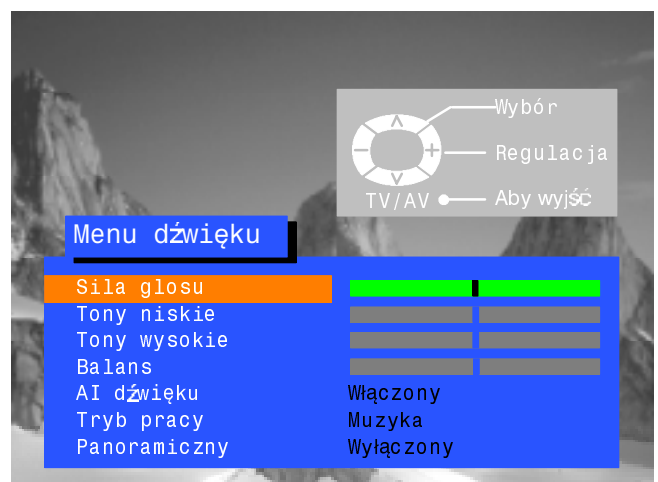 Wybór
Regulacja
TV/AV Aby wyjść
Menu dźwięku
Sila glosu
Tony niskie
Tony wysokie
Balans
AI dźwięku Włączony
Tryb pracy Muzyka
Panoramiczny Wyłączony